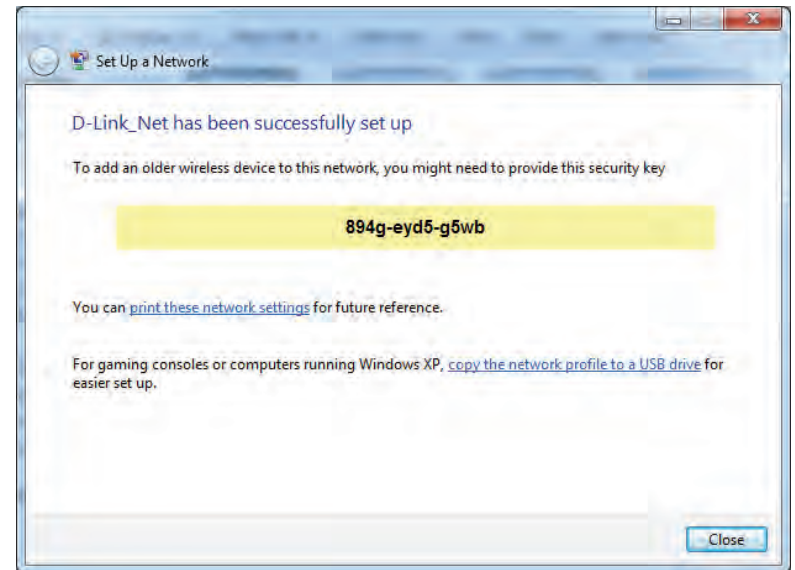 Set Up a Network
D-Link_Net has been successfully set up
To add an older wireless device to this network, you might need to provide this security key
894g-eyd5-g5wb
You can print these network settings for future reference.
For gaming consoles or computers running Windows XP, copy the network profile to a USB drive for
easier set up.
Close